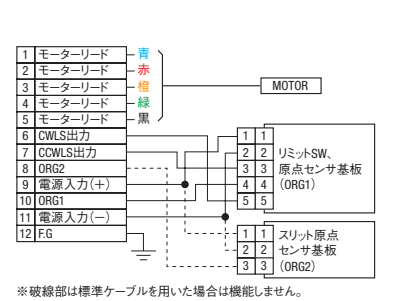 1 モーターリード 青
2 モーターリード 赤
3 モーターリード 橙
4 モーターリード 緑
5 モーターリード 黒
MOTOR
6 CWLS出力
7 CCWLS出力
8 ORG2
9 電源入力(+)
10 ORG1
11 電源入力(−)
12 F.G
1 1
2 2
3 3
4 4
5 5
リミットSW、
原点センサ基板
(ORG1)
1 1
2 2
3 3
スリット原点
センサ基板
(ORG2)
※破線部は標準ケーブルを用いた場合は機能しません。